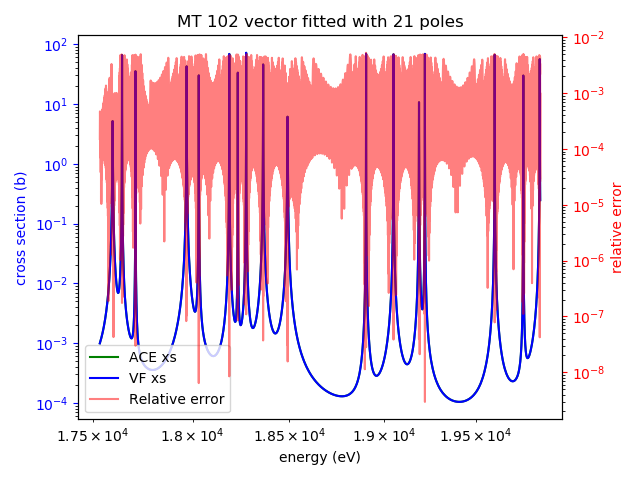 MT 102 vector fitted with 21 poles
cross section (b)
10²
10¹
10⁰
10⁻¹
10⁻²
10⁻³
10⁻⁴
10⁻²
10⁻³
10⁻⁴
10⁻⁵
10⁻⁶
10⁻⁷
10⁻⁸
relative error
ACE xs
VF xs
Relative error
1.75 × 10⁴ 1.8 × 10⁴ 1.85 × 10⁴ 1.9 × 10⁴ 1.95 × 10⁴
energy (eV)